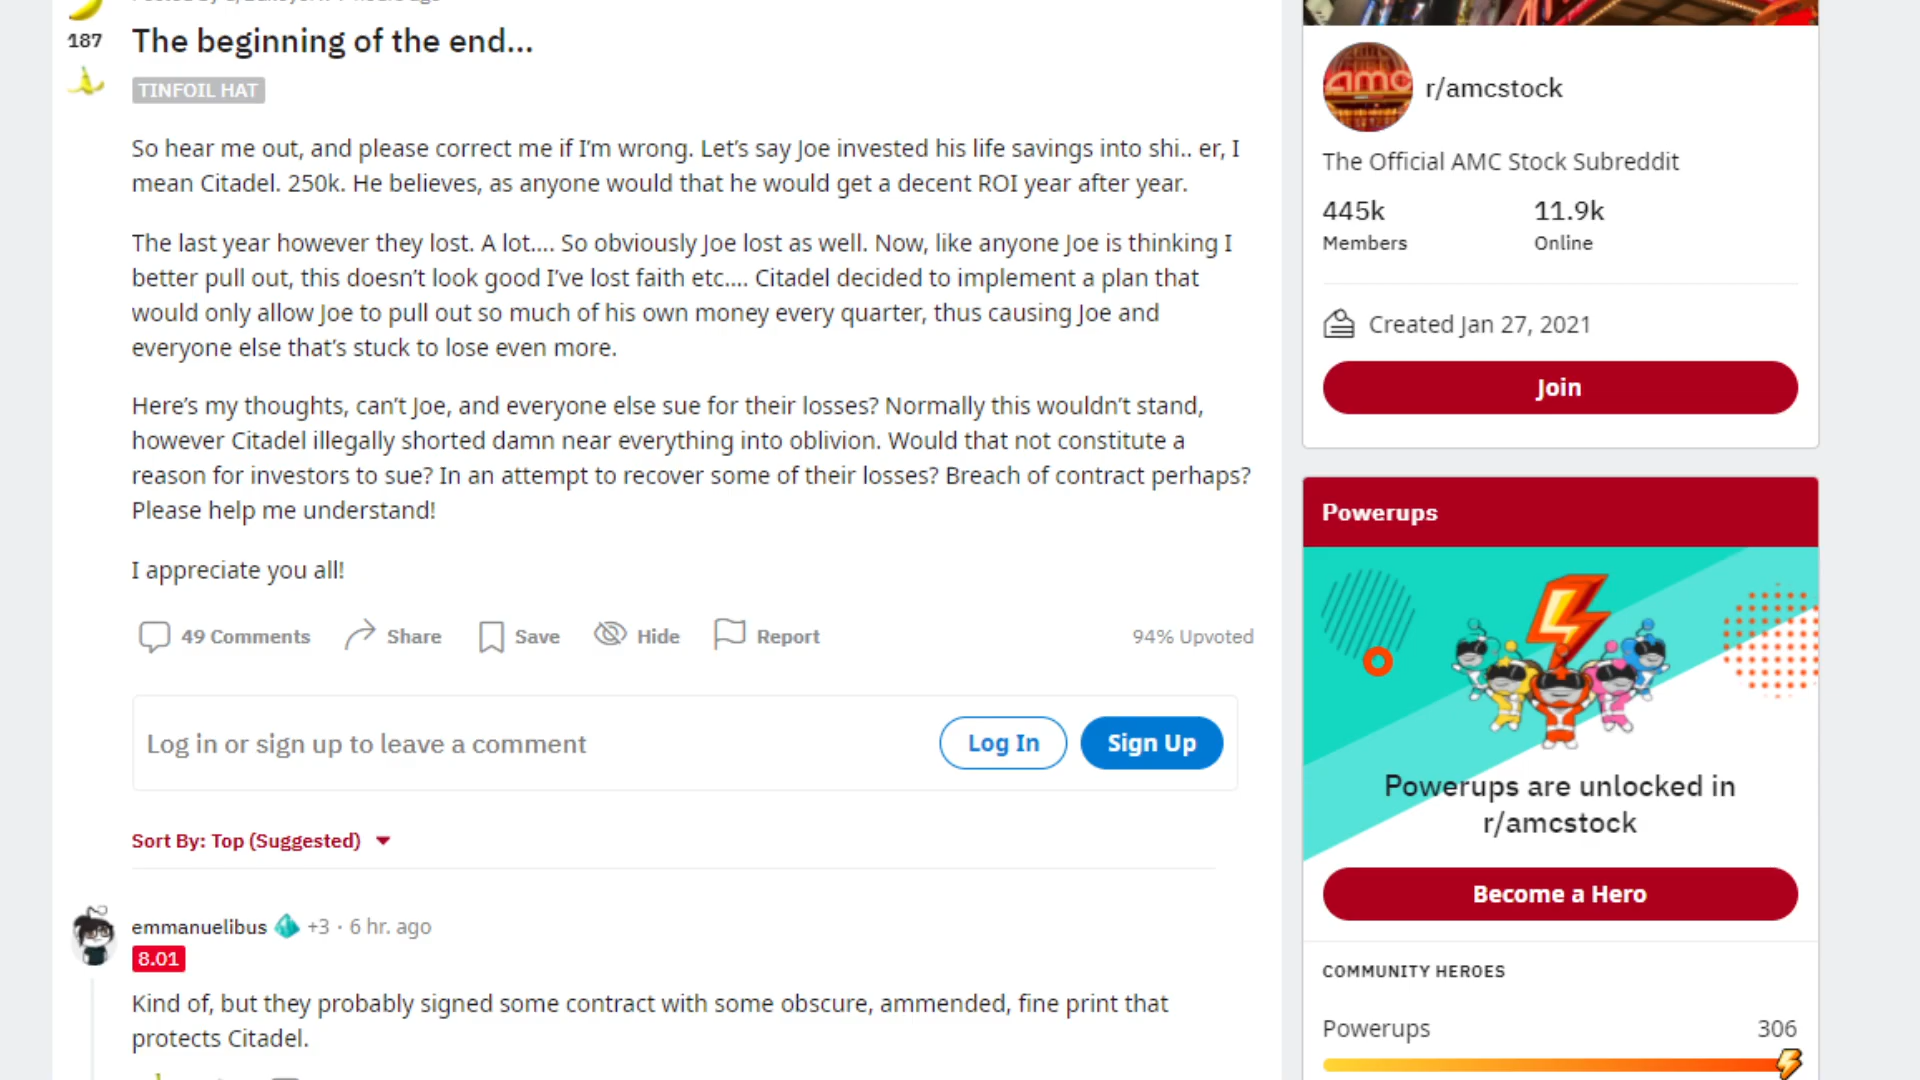 187
The beginning of the end...
TINFOIL HAT
So hear me out, and please correct me if I'm wrong. Let's say Joe invested his life savings into shi.. er, I
mean Citadel. 250k. He believes, as anyone would that he would get a decent ROI year after year.
The last year however they lost. A lot.... So obviously Joe lost as well. Now, like anyone Joe is thinking I
better pull out, this doesn't look good I've lost faith etc.... Citadel decided to implement a plan that
would only allow Joe to pull out so much of his own money every quarter, thus causing Joe and
everyone else that's stuck to lose even more.
Here's my thoughts, can't Joe, and everyone else sue for their losses? Normally this wouldn't stand,
however Citadel illegally shorted damn near everything into oblivion. Would that not constitute a
reason for investors to sue? In an attempt to recover some of their losses? Breach of contract perhaps?
Please help me understand!
I appreciate you all!
49 Comments Share Save Hide Report 94% Upvoted
Log in or sign up to leave a comment Log In Sign Up
Sort By: Top (Suggested)
emmanuelibus +3 · 6 hr. ago
8.01
Kind of, but they probably signed some contract with some obscure, ammended, fine print that
protects Citadel.
amc
r/amcstock
The Official AMC Stock Subreddit
445k 11.9k
Members Online
Created Jan 27, 2021
Join
Powerups
Powerups are unlocked in
r/amcstock
Become a Hero
COMMUNITY HEROES
Powerups 306